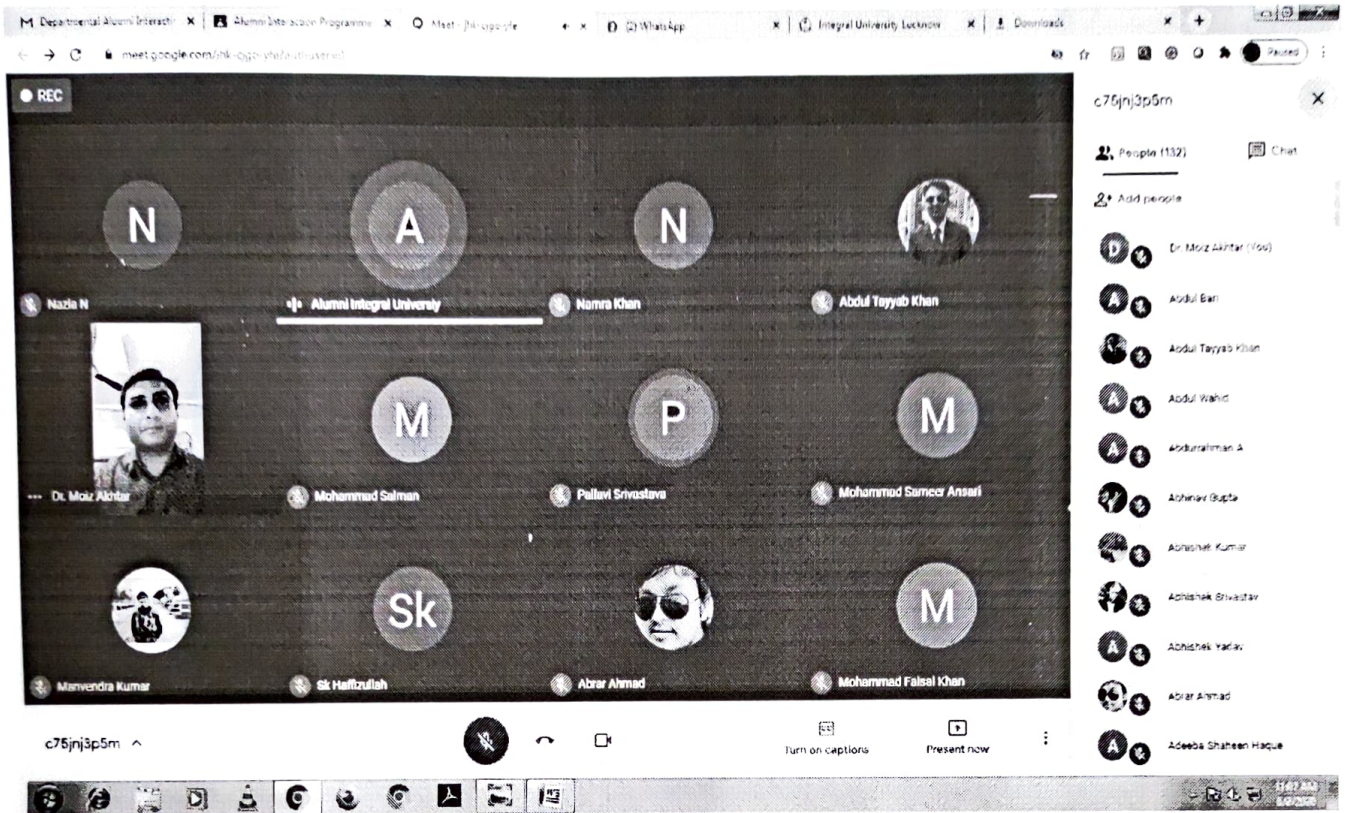 Departmental Alumni Interacti
Alumni Interaction Programme
Meet -
(2) WhatsApp
Integral University, Lucknow
Downloads
Paused
REC
N
Nazia N
A
Alumni Integral University
N
Namra Khan
Abdul Tayyab Khan
Dr. Moiz Akhtar
M
Mohammad Salman
P
Pallavi Srivastava
M
Mohammad Sameer Ansari
Manvendra Kumar
Sk
Sk Haffizullah
Abrar Ahmad
M
Mohammad Faisal Khan
c75jnj3p5m
Turn on captions
Present now
c75jnj3p5m
People (132)
Chat
Add people
D
Dr. Moiz Akhtar (You)
A
Abdul Bari
Abdul Tayyab Khan
A
Abdul Wahid
A
Abdurrahman A
Abhinav Gupta
Abhishek Kumar
Abhishek Srivastav
A
Abhishek Yadav
Abrar Ahmad
A
Adeeba Shaheen Haque